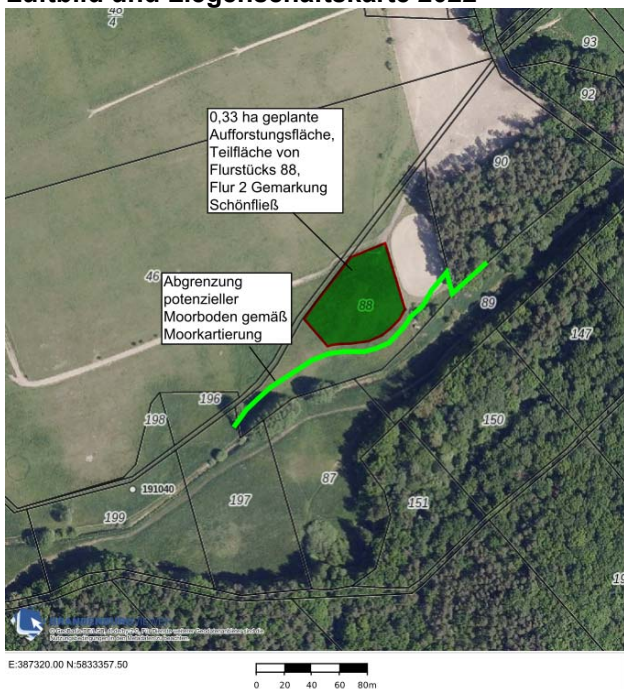 Luftbild und Liegenschaftskarte 2022
48
4
93
92
0,33 ha geplante
Aufforstungsfläche,
Teilfläche von
Flurstücks 88,
Flur 2 Gemarkung
Schönfließ
90
46
Abgrenzung
potenzieller
Moorboden gemäß
Moorkartierung
88
89
147
196
198
150
87
191040
197
151
199
E:387320.00 N:5833357.50
0 20 40 60 80m